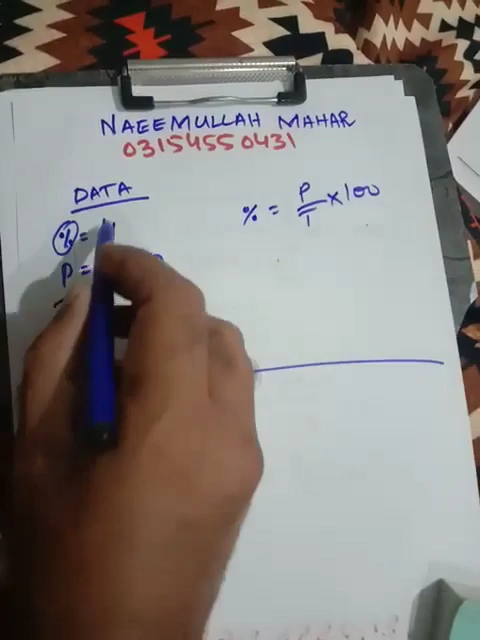 NAEEMULLAH MAHAR
03154550431
DATA
% = P/T × 100
% =
P =